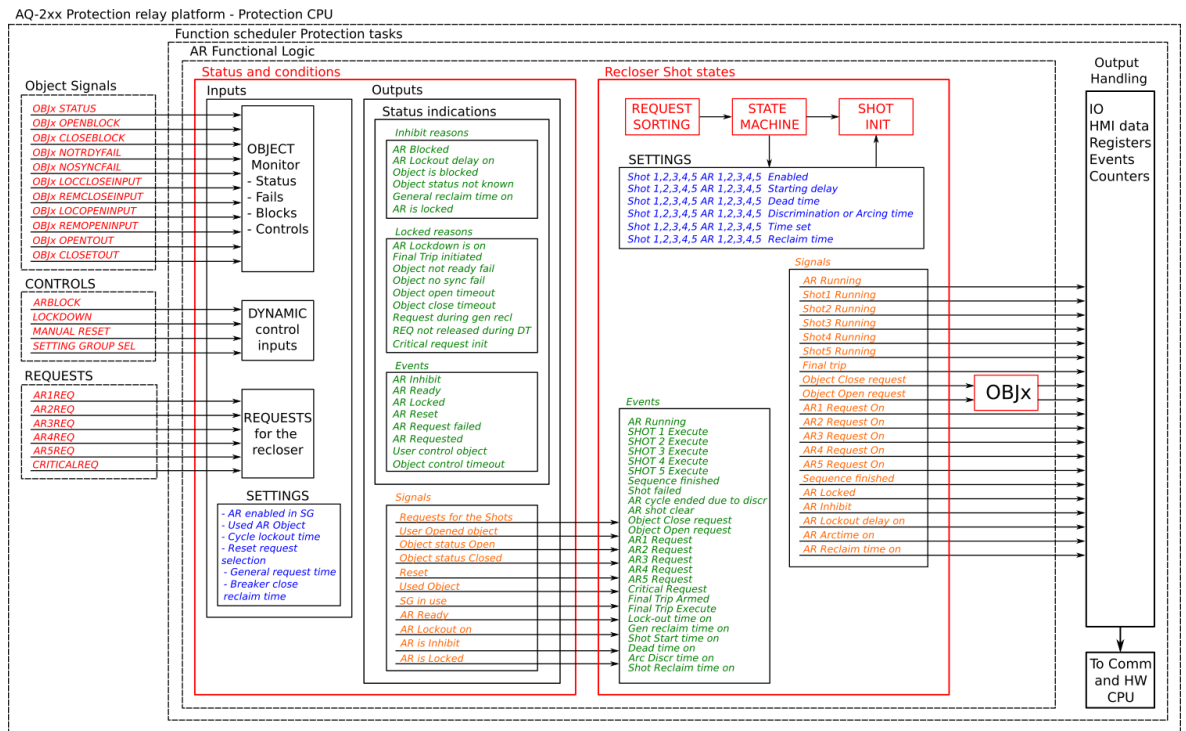 AQ-2xx Protection relay platform - Protection CPU
Function scheduler Protection tasks
AR Functional Logic
Object Signals
OBJx STATUS
OBJx OPENBLOCK
OBJx CLOSEBLOCK
OBJx NOTRDYFAIL
OBJx NOSYNCFAIL
OBJx LOCCLOSEINPUT
OBJx REMCLOSEINPUT
OBJx LOCOPENINPUT
OBJx REMOPENINPUT
OBJx OPENTOUT
OBJx CLOSETOUT
CONTROLS
ARBLOCK
LOCKDOWN
MANUAL RESET
SETTING GROUP SEL
REQUESTS
AR1REQ
AR2REQ
AR3REQ
AR4REQ
AR5REQ
CRITICALREQ
Status and conditions
Inputs
OBJECT
Monitor
- Status
- Fails
- Blocks
- Controls
DYNAMIC
control
inputs
REQUESTS
for the
recloser
SETTINGS
- AR enabled in SG
- Used AR Object
- Cycle lockout time
- Reset request
selection
- General request time
- Breaker close
reclaim time
Outputs
Status indications
Inhibit reasons
AR Blocked
AR Lockout delay on
Object is blocked
Object status not known
General reclaim time on
AR is locked
Locked reasons
AR Lockdown is on
Final Trip initiated
Object not ready fail
Object no sync fail
Object open timeout
Object close timeout
Request during gen recl
REQ not released during DT
Critical request init
Events
AR Inhibit
AR Ready
AR Locked
AR Reset
AR Request failed
AR Requested
User control object
Object control timeout
Signals
Requests for the Shots
User Opened object
Object status Open
Object status Closed
Reset
Used Object
SG in use
AR Ready
AR Lockout on
AR is Inhibit
AR is Locked
Recloser Shot states
REQUEST
SORTING
STATE
MACHINE
SHOT
INIT
SETTINGS
Shot 1,2,3,4,5 AR 1,2,3,4,5 Enabled
Shot 1,2,3,4,5 AR 1,2,3,4,5 Starting delay
Shot 1,2,3,4,5 AR 1,2,3,4,5 Dead time
Shot 1,2,3,4,5 AR 1,2,3,4,5 Discrimination or Arcing time
Shot 1,2,3,4,5 AR 1,2,3,4,5 Time set
Shot 1,2,3,4,5 AR 1,2,3,4,5 Reclaim time
Events
AR Running
SHOT 1 Execute
SHOT 2 Execute
SHOT 3 Execute
SHOT 4 Execute
SHOT 5 Execute
Sequence finished
Shot failed
AR cycle ended due to discr
AR shot clear
Object Close request
Object Open request
AR1 Request
AR2 Request
AR3 Request
AR4 Request
AR5 Request
Critical Request
Final Trip Armed
Final Trip Execute
Lock-out time on
Gen reclaim time on
Shot Start time on
Dead time on
Arc Discr time on
Shot Reclaim time on
Signals
AR Running
Shot1 Running
Shot2 Running
Shot3 Running
Shot4 Running
Shot5 Running
Final trip
Object Close request
Object Open request
AR1 Request On
AR2 Request On
AR3 Request On
AR4 Request On
AR5 Request On
Sequence finished
AR Locked
AR Inhibit
AR Lockout delay on
AR Arctime on
AR Reclaim time on
OBJx
Output
Handling
IO
HMI data
Registers
Events
Counters
To Comm
and HW
CPU